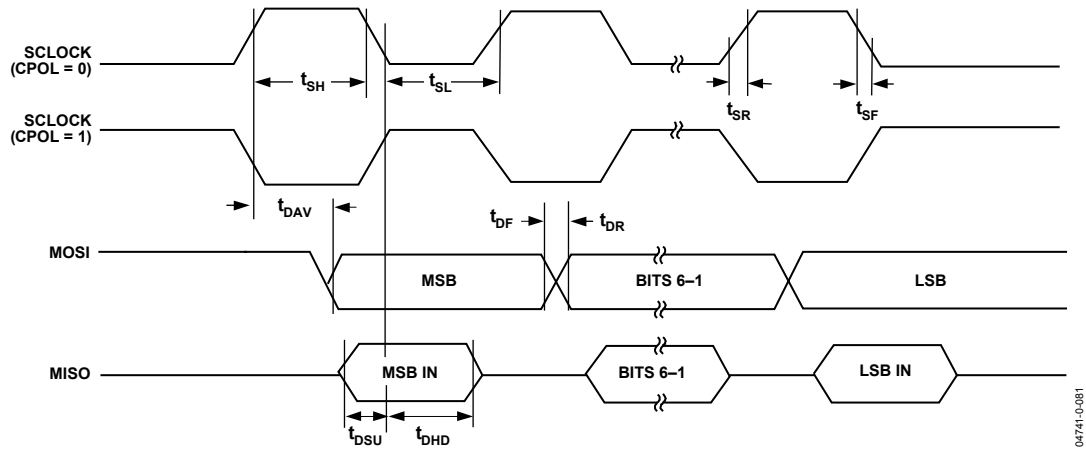 SCLOCK
(CPOL = 0)
tSH
tSL
tSR
tSF
SCLOCK
(CPOL = 1)
tDAV
tDF
tDR
MOSI
MSB
BITS 6–1
LSB
MISO
MSB IN
BITS 6–1
LSB IN
tDSU
tDHD
04741-0-081